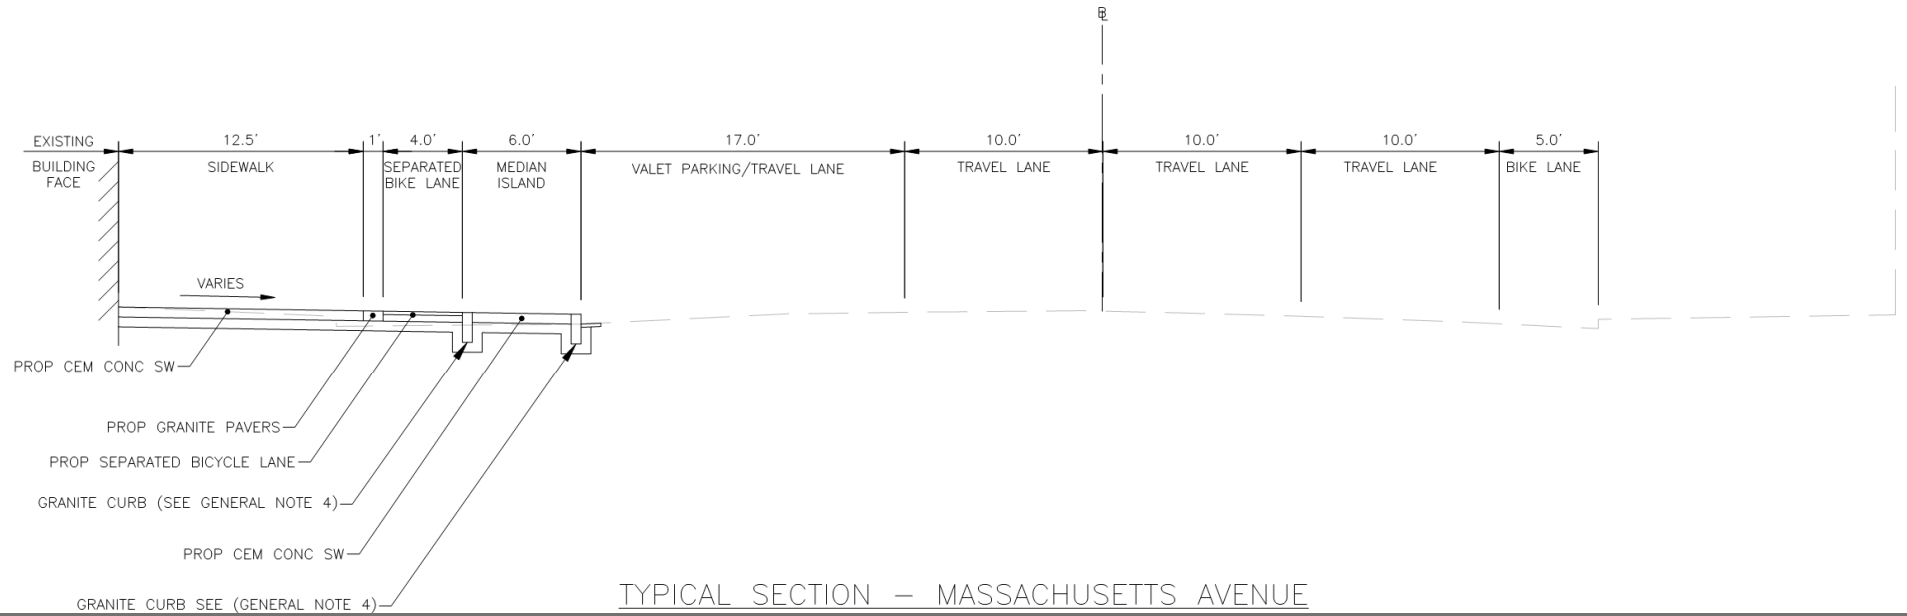 ℄
EXISTING
BUILDING
FACE
12.5′
SIDEWALK
1′
4.0′
SEPARATED
BIKE LANE
6.0′
MEDIAN
ISLAND
17.0′
VALET PARKING/TRAVEL LANE
10.0′
TRAVEL LANE
10.0′
TRAVEL LANE
10.0′
TRAVEL LANE
5.0′
BIKE LANE
VARIES
PROP CEM CONC SW
PROP GRANITE PAVERS
PROP SEPARATED BICYCLE LANE
GRANITE CURB (SEE GENERAL NOTE 4)
PROP CEM CONC SW
GRANITE CURB SEE (GENERAL NOTE 4)
TYPICAL SECTION – MASSACHUSETTS AVENUE